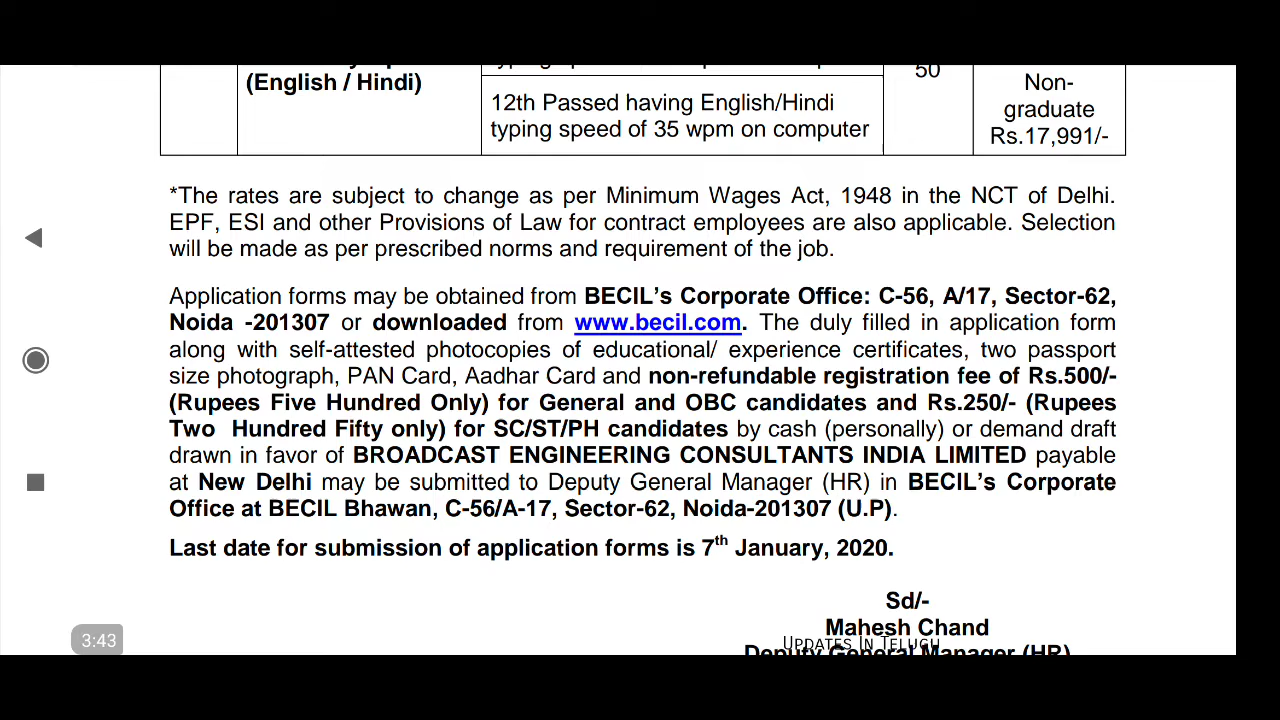 50
(English / Hindi)
Non-
12th Passed having English/Hindi
graduate
typing speed of 35 wpm on computer
Rs.17,991/-
*The rates are subject to change as per Minimum Wages Act, 1948 in the NCT of Delhi.
EPF, ESI and other Provisions of Law for contract employees are also applicable. Selection
will be made as per prescribed norms and requirement of the job.
Application forms may be obtained from BECIL's Corporate Office: C-56, A/17, Sector-62,
Noida -201307 or downloaded from www.becil.com. The duly filled in application form
along with self-attested photocopies of educational/ experience certificates, two passport
size photograph, PAN Card, Aadhar Card and non-refundable registration fee of Rs.500/-
(Rupees Five Hundred Only) for General and OBC candidates and Rs.250/- (Rupees
Two Hundred Fifty only) for SC/ST/PH candidates by cash (personally) or demand draft
drawn in favor of BROADCAST ENGINEERING CONSULTANTS INDIA LIMITED payable
at New Delhi may be submitted to Deputy General Manager (HR) in BECIL's Corporate
Office at BECIL Bhawan, C-56/A-17, Sector-62, Noida-201307 (U.P).
Last date for submission of application forms is 7th January, 2020.
Sd/-
Mahesh Chand
3:43
Updates In Telugu
Deputy General Manager (HR)